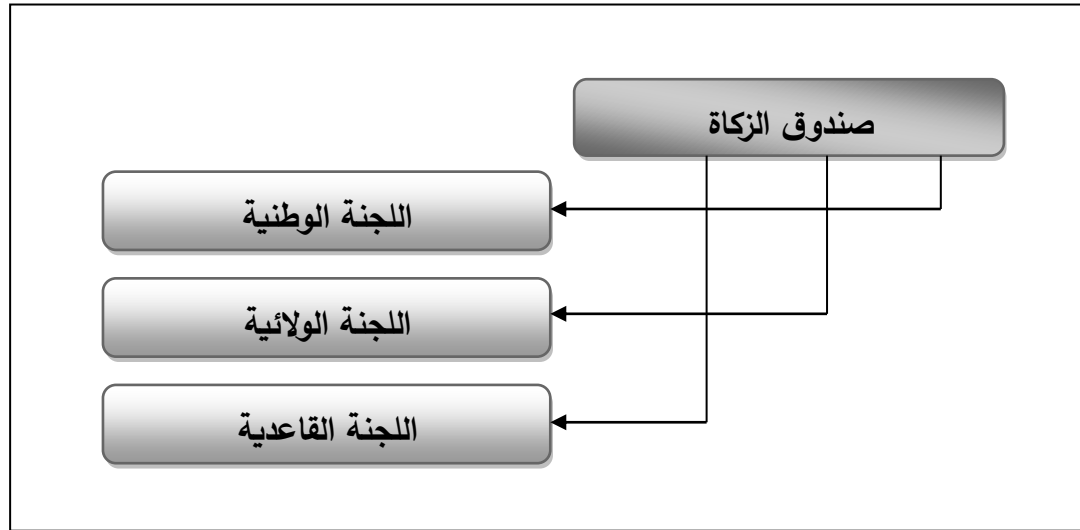 صندوق الزكاة
اللجنة الوطنية
اللجنة الولائية
اللجنة القاعدية